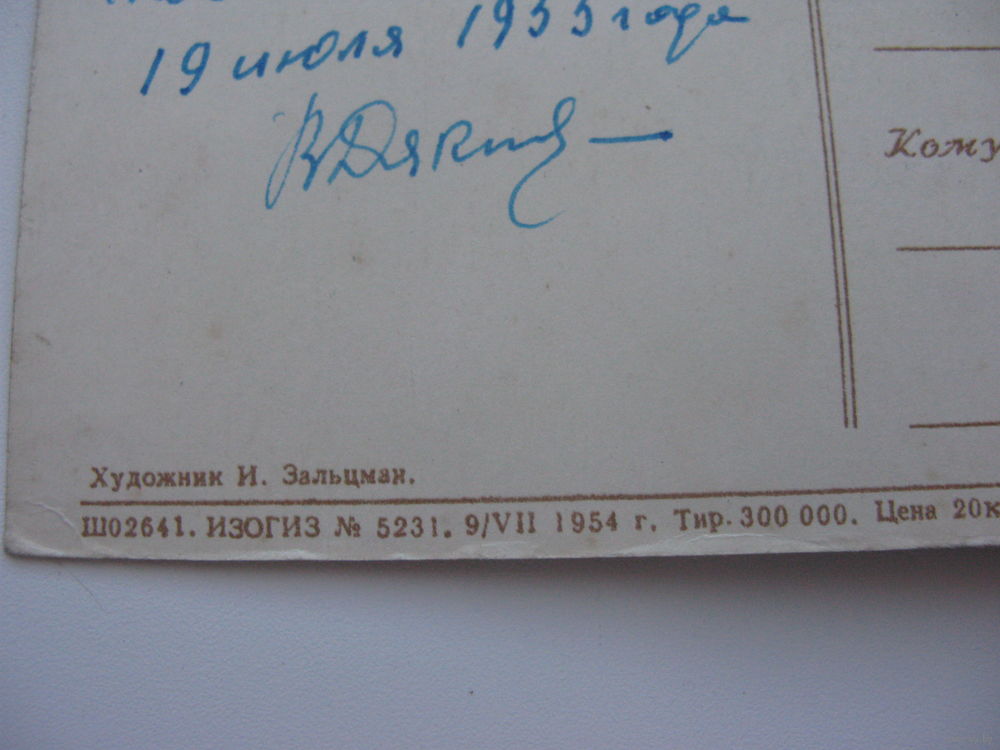 19 июля 1955 года
Кому
Художник И. Зальцман.
Ш02641. ИЗОГИЗ № 5231. 9/VII 1954 г. Тир. 300 000. Цена 20к